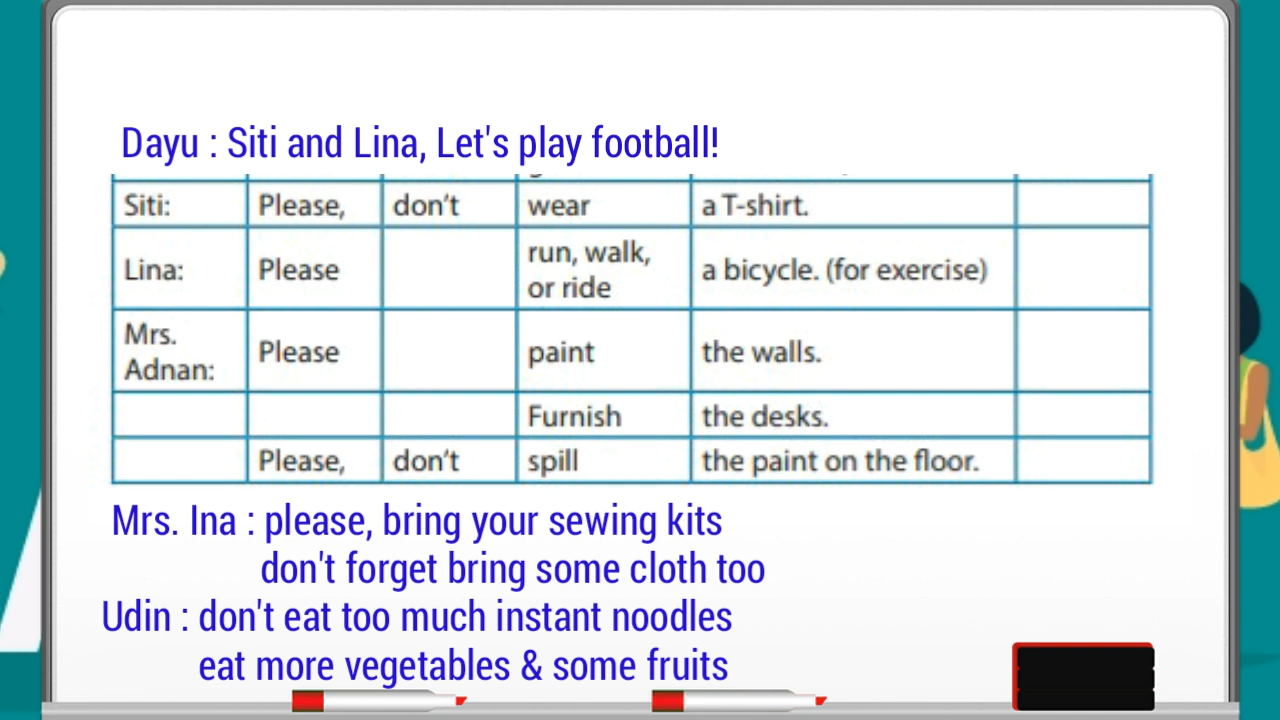 Dayu : Siti and Lina, Let's play football!
Siti: Please, don't wear a T-shirt.
Lina: Please run, walk, or ride a bicycle. (for exercise)
Mrs. Adnan: Please paint the walls.
Furnish the desks.
Please, don't spill the paint on the floor.
Mrs. Ina : please, bring your sewing kits
don't forget bring some cloth too
Udin : don't eat too much instant noodles
eat more vegetables & some fruits